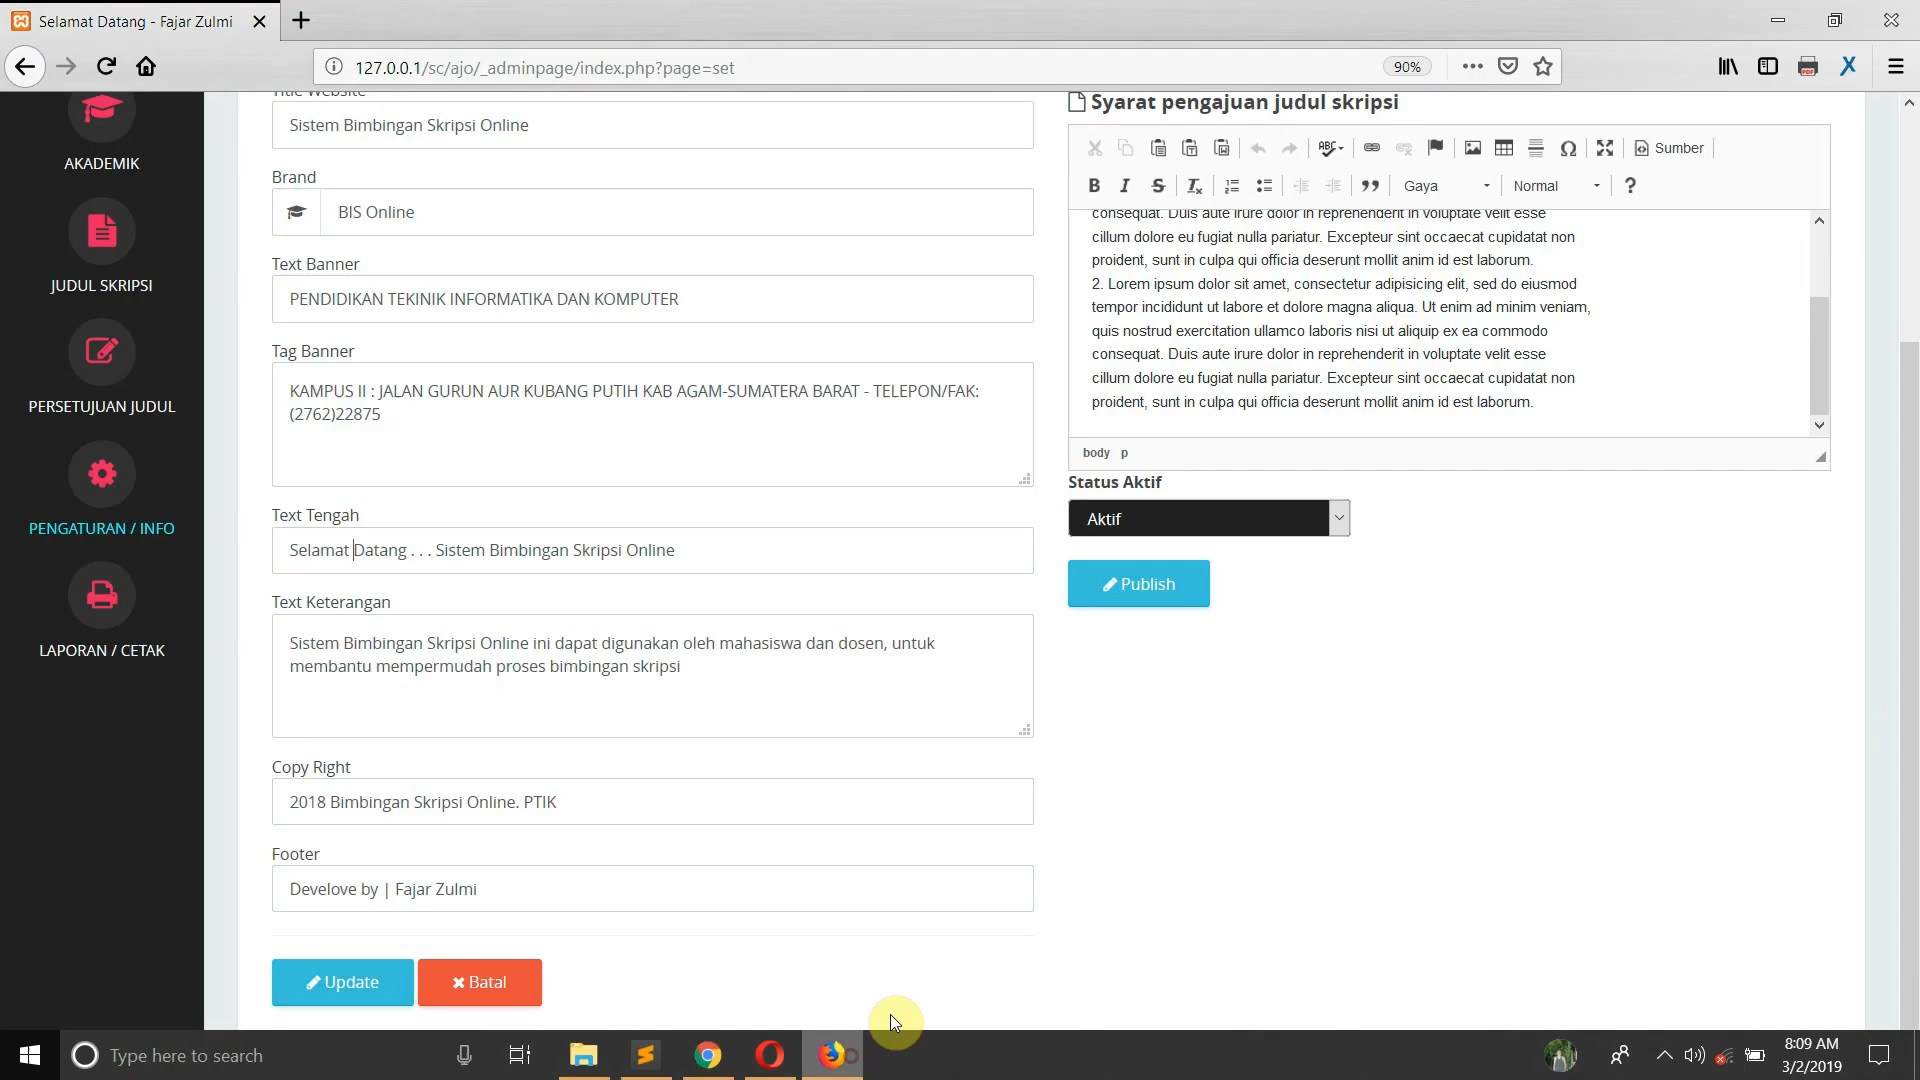 Selamat Datang - Fajar Zulmi
127.0.0.1/sc/ajo/_adminpage/index.php?page=set
90%
AKADEMIK
JUDUL SKRIPSI
PERSETUJUAN JUDUL
PENGATURAN / INFO
LAPORAN / CETAK
Title Website
Sistem Bimbingan Skripsi Online
Brand
BIS Online
Text Banner
PENDIDIKAN TEKINIK INFORMATIKA DAN KOMPUTER
Tag Banner
KAMPUS II : JALAN GURUN AUR KUBANG PUTIH KAB AGAM-SUMATERA BARAT - TELEPON/FAK:
(2762)22875
Text Tengah
Selamat Datang . . . Sistem Bimbingan Skripsi Online
Text Keterangan
Sistem Bimbingan Skripsi Online ini dapat digunakan oleh mahasiswa dan dosen, untuk
membantu mempermudah proses bimbingan skripsi
Copy Right
2018 Bimbingan Skripsi Online. PTIK
Footer
Develove by | Fajar Zulmi
Update
Batal
Syarat pengajuan judul skripsi
Sumber
Gaya
Normal
consequat. Duis aute irure dolor in reprehenderit in voluptate velit esse
cillum dolore eu fugiat nulla pariatur. Excepteur sint occaecat cupidatat non
proident, sunt in culpa qui officia deserunt mollit anim id est laborum.
2. Lorem ipsum dolor sit amet, consectetur adipisicing elit, sed do eiusmod
tempor incididunt ut labore et dolore magna aliqua. Ut enim ad minim veniam,
quis nostrud exercitation ullamco laboris nisi ut aliquip ex ea commodo
consequat. Duis aute irure dolor in reprehenderit in voluptate velit esse
cillum dolore eu fugiat nulla pariatur. Excepteur sint occaecat cupidatat non
proident, sunt in culpa qui officia deserunt mollit anim id est laborum.
body p
Status Aktif
Aktif
Publish
Type here to search
8:09 AM
3/2/2019